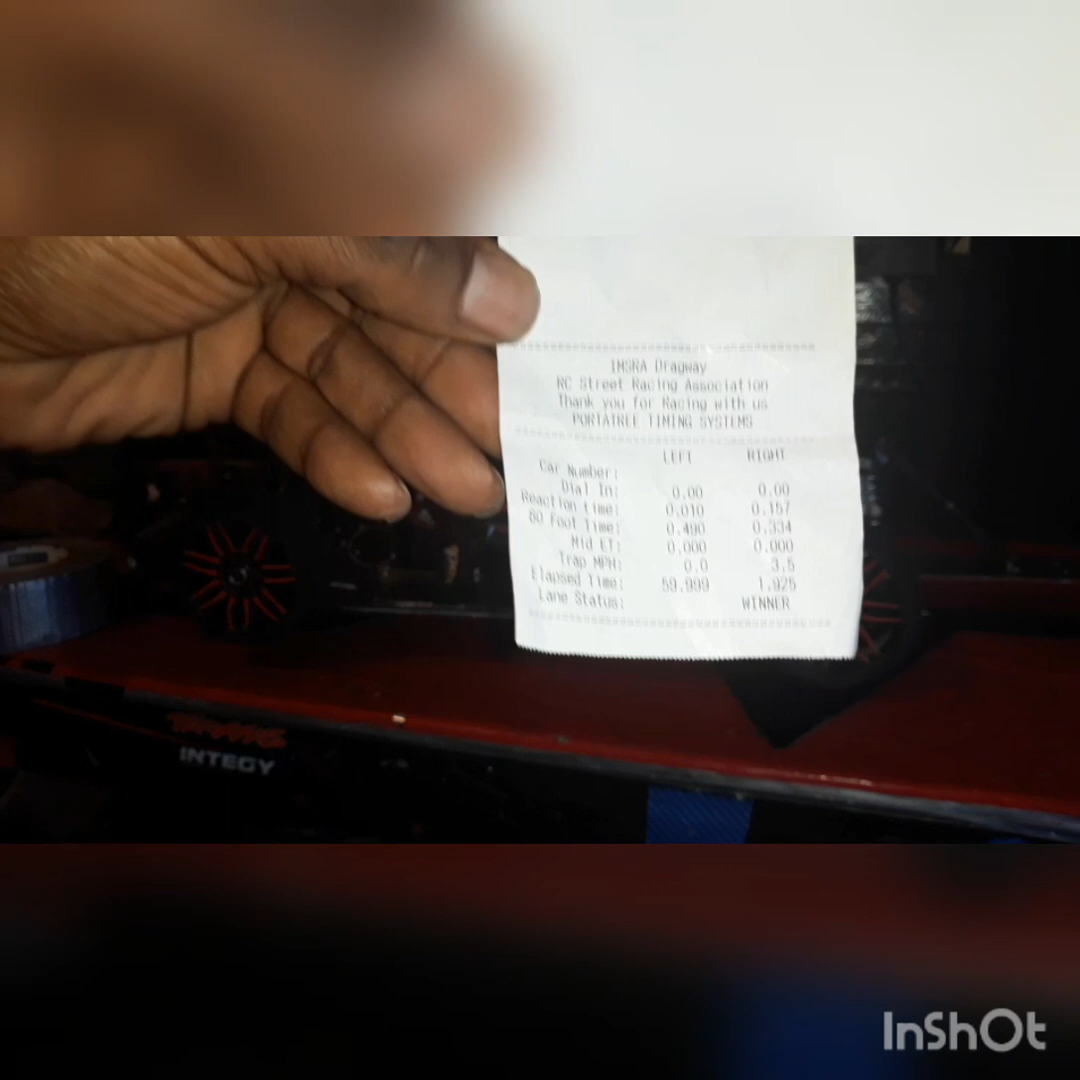 IMSRA Dragway
RC Street Racing Association
Thank you for Racing with us
PORTATREE TIMING SYSTEMS
LEFT RIGHT
Car Number:
Dial In: 0.00 0.00
Reaction time: 0.010 0.157
60 Foot Time: 0.490 0.334
Mid ET: 0.000 0.000
Trap MPH: 0.0 3.5
Elapsed Time: 59.999 1.925
Lane Status: WINNER
TRAXXAS
INTEGY
InShOt